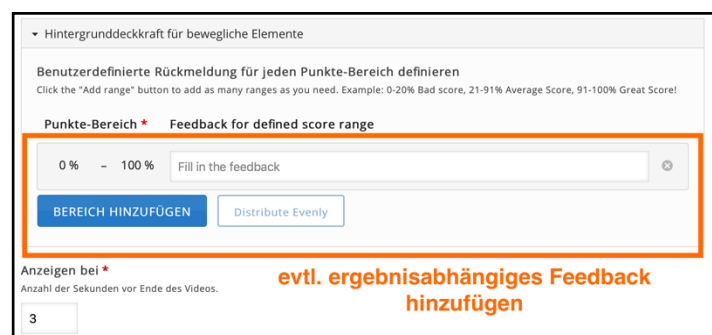 Hintergrunddeckkraft für bewegliche Elemente
Benutzerdefinierte Rückmeldung für jeden Punkte-Bereich definieren
Click the "Add range" button to add as many ranges as you need. Example: 0-20% Bad score, 21-91% Average Score, 91-100% Great Score!
Punkte-Bereich * Feedback for defined score range
0 % – 100 % Fill in the feedback
BEREICH HINZUFÜGEN Distribute Evenly
Anzeigen bei *
Anzahl der Sekunden vor Ende des Videos.
evtl. ergebnisabhängiges Feedback
hinzufügen
3